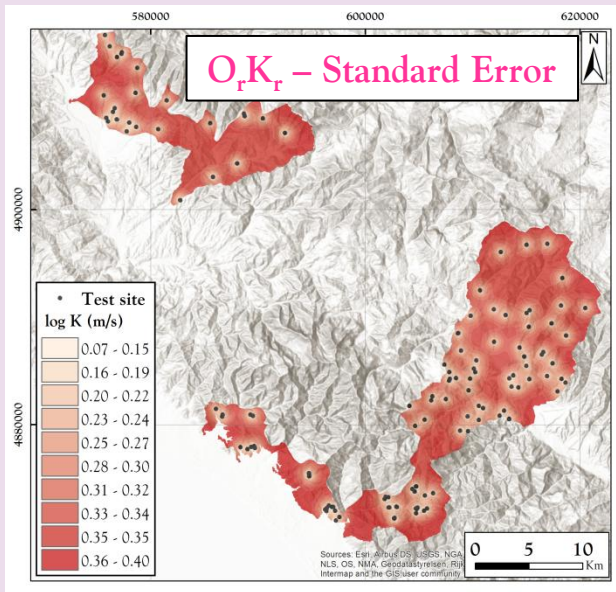 580000
600000
620000
N
OᵣKᵣ – Standard Error
4900000
4880000
Test site
log K (m/s)
0.07 - 0.15
0.16 - 0.19
0.20 - 0.22
0.23 - 0.24
0.25 - 0.27
0.28 - 0.30
0.31 - 0.32
0.33 - 0.34
0.35 - 0.35
0.36 - 0.40
Sources: Esri, Airbus DS, USGS, NGA,
NLS, OS, NMA, Geodatastyrelsen, Rijk
Intermap and the GIS user community
0 5 10
Km